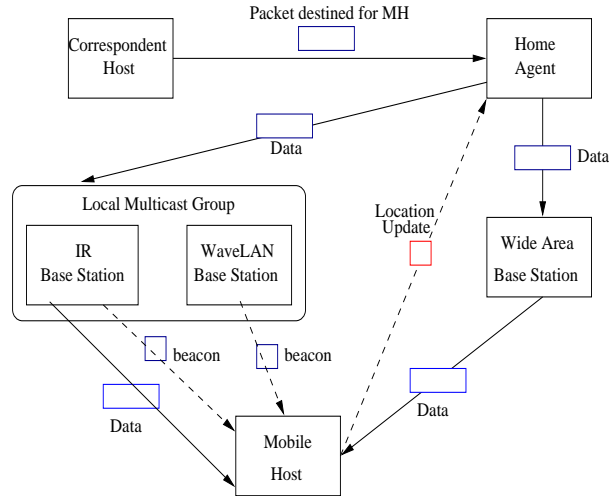 Packet destined for MH
Correspondent
Host
Home
Agent
Data
Data
Local Multicast Group
IR
Base Station
WaveLAN
Base Station
Location
Update
Wide Area
Base Station
beacon
beacon
Data
Data
Mobile
Host